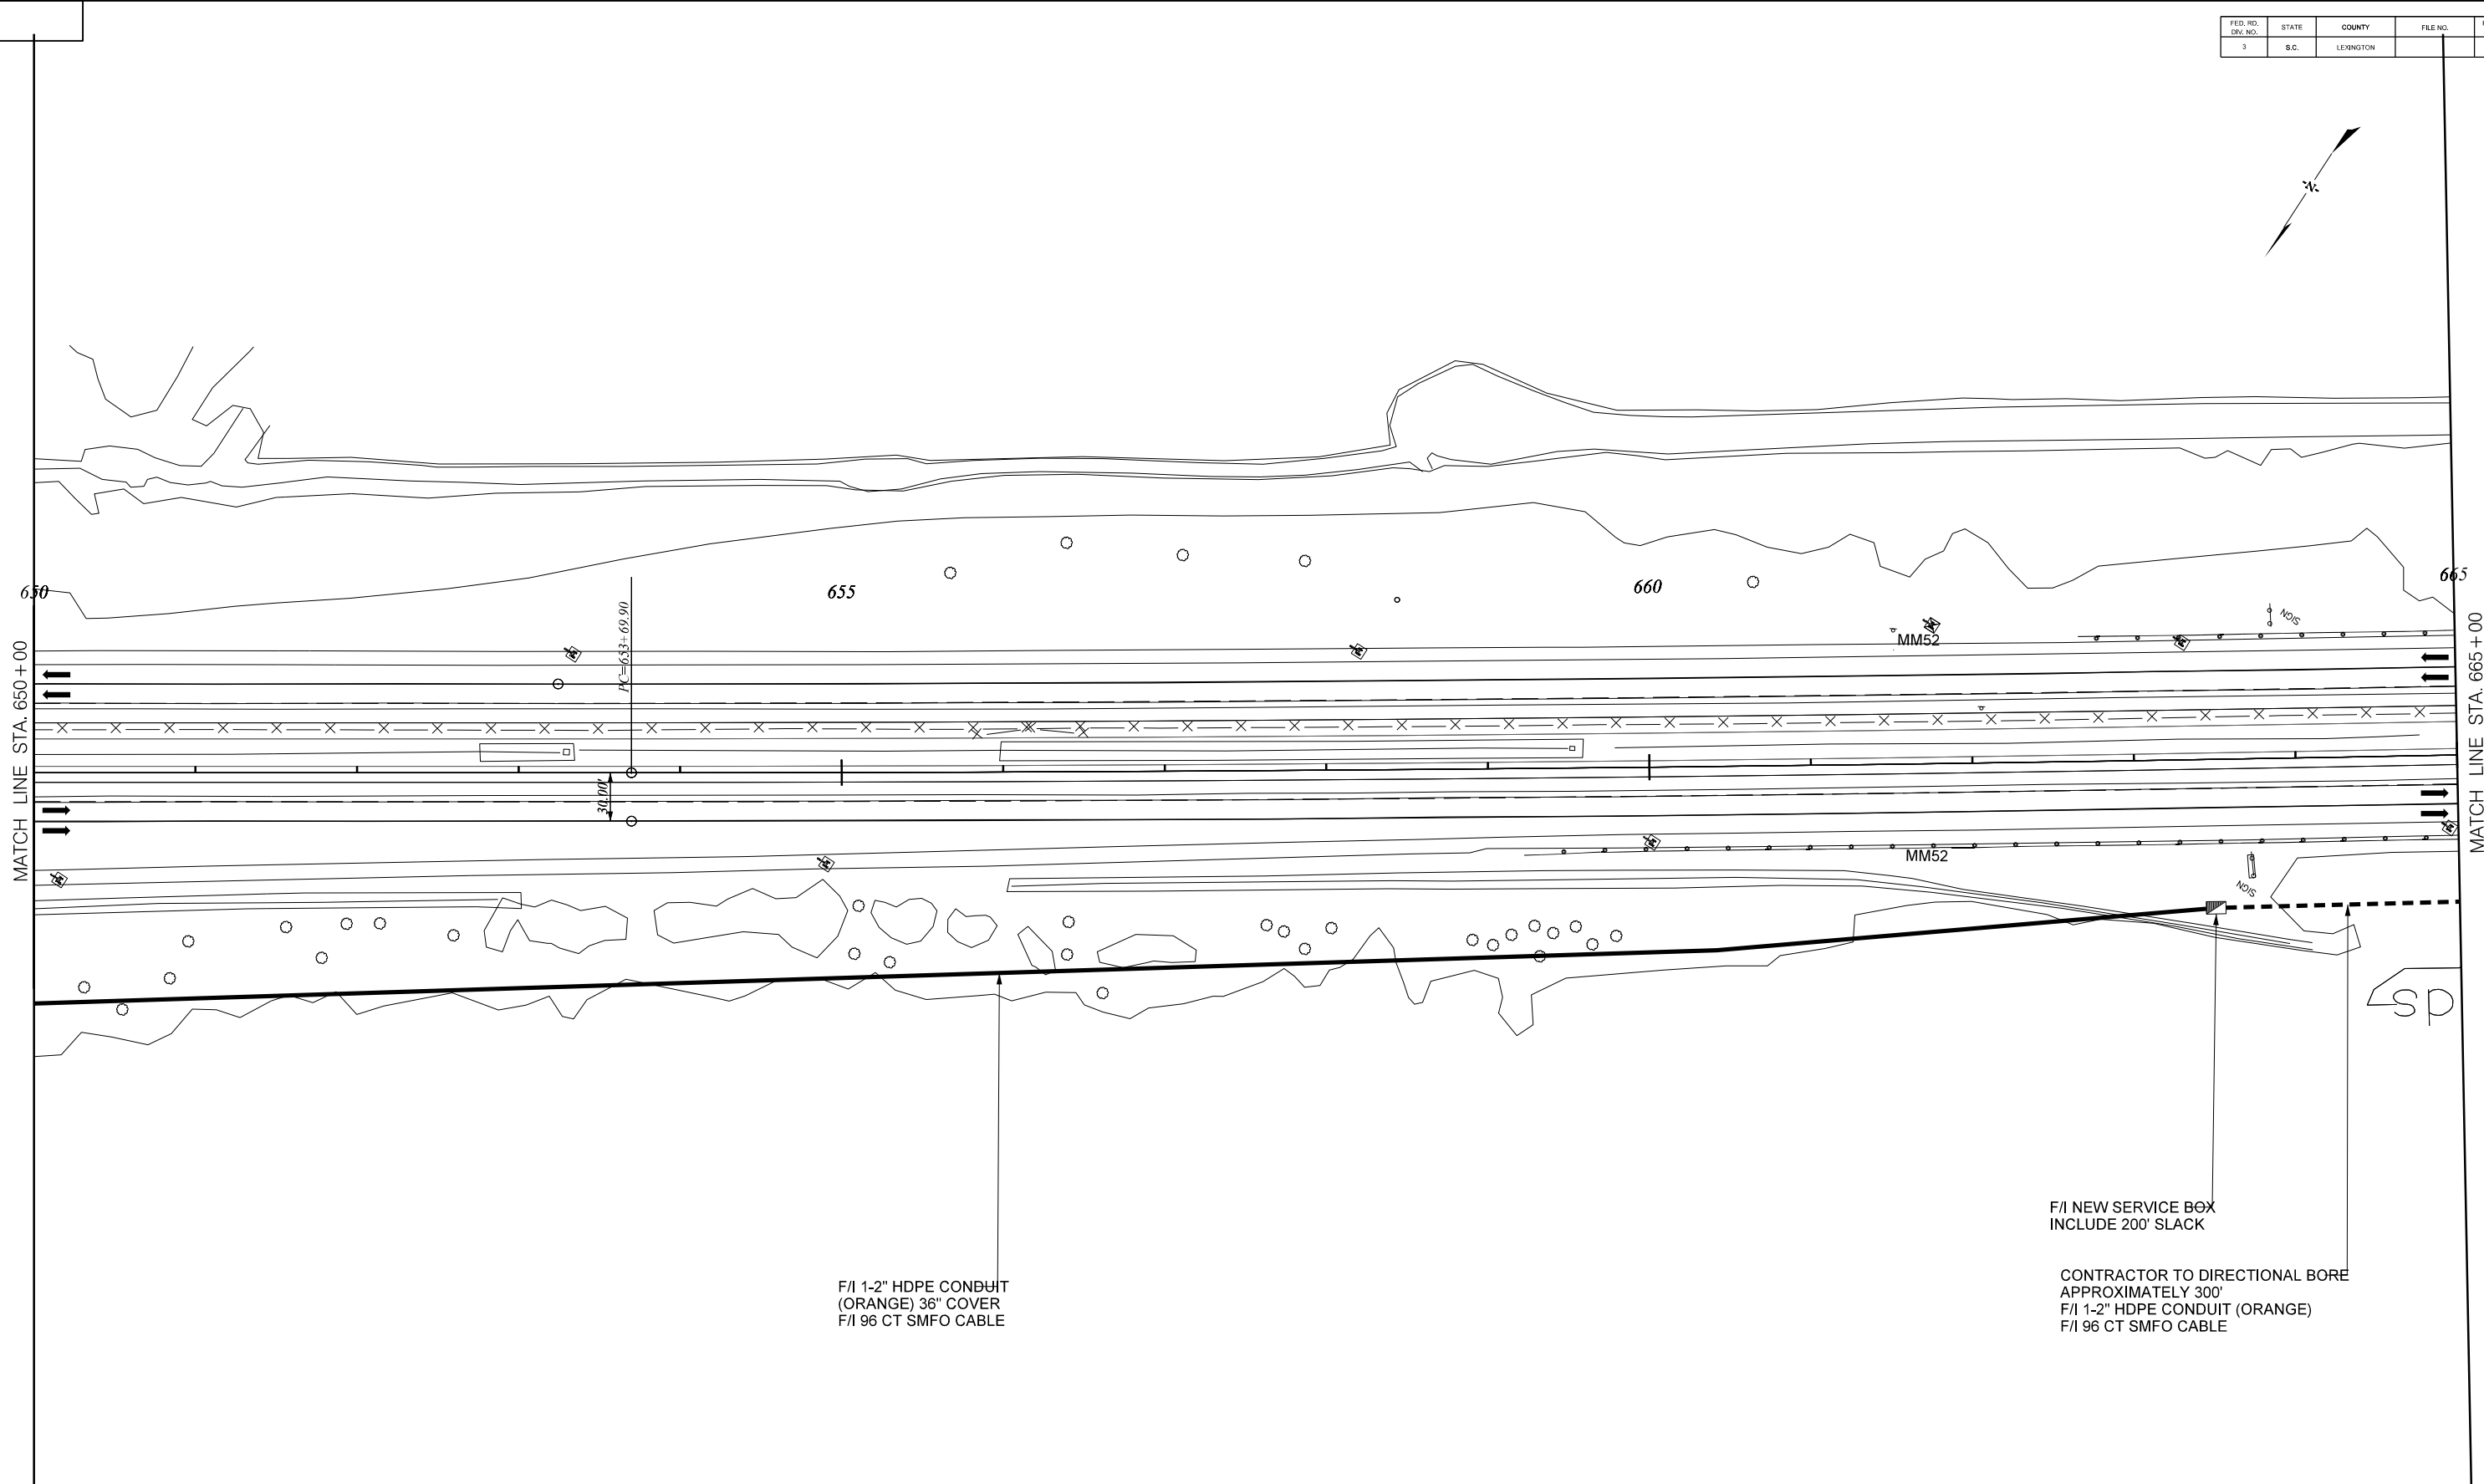 FED. RD. DIV. NO.
STATE
COUNTY
FILE NO.
3
S.C.
LEXINGTON
-N-
650
655
660
665
MATCH LINE STA. 650+00
MATCH LINE STA. 665+00
PC=653+69.90
30.00'
MM52
SIGN
MM52
SIGN
sp
F/I NEW SERVICE BOX
INCLUDE 200' SLACK
F/I 1-2" HDPE CONDUIT
(ORANGE) 36" COVER
F/I 96 CT SMFO CABLE
CONTRACTOR TO DIRECTIONAL BORE
APPROXIMATELY 300'
F/I 1-2" HDPE CONDUIT (ORANGE)
F/I 96 CT SMFO CABLE